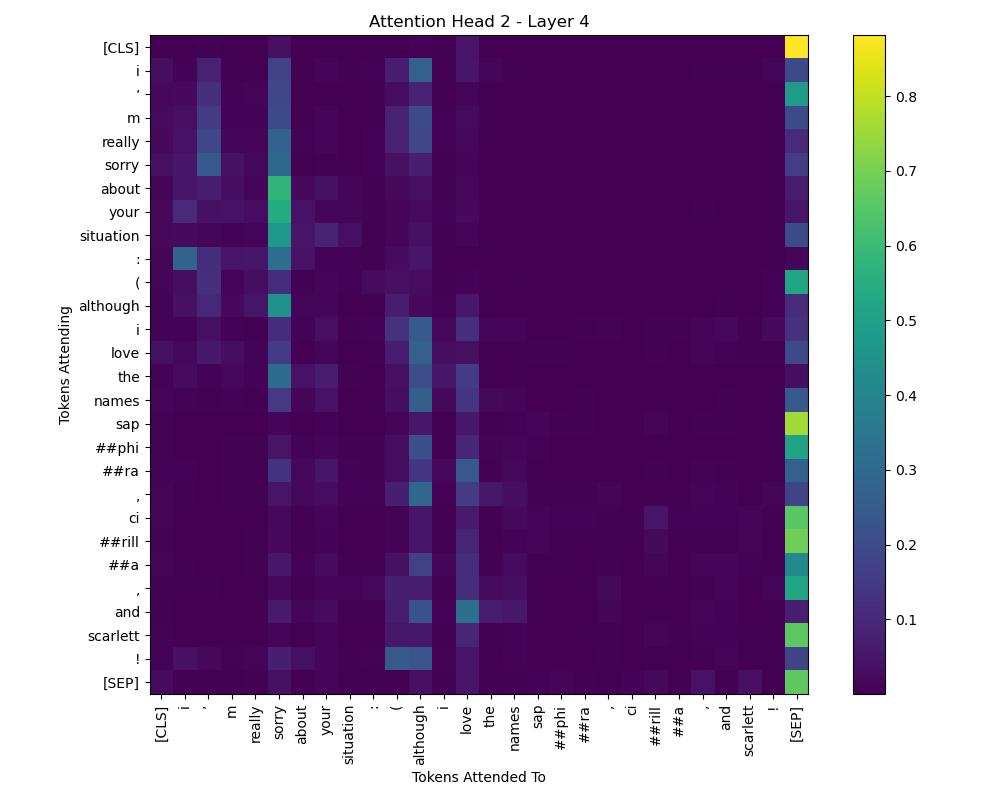 Attention Head 2 - Layer 4
Tokens Attending
[CLS]
i
’
m
really
sorry
about
your
situation
:
(
although
i
love
the
names
sap
##phi
##ra
,
ci
##rill
##a
,
and
scarlett
!
[SEP]
[CLS]
i
’
m
really
sorry
about
your
situation
:
(
although
i
love
the
names
sap
##phi
##ra
,
ci
##rill
##a
,
and
scarlett
!
[SEP]
Tokens Attended To
0.8
0.7
0.6
0.5
0.4
0.3
0.2
0.1